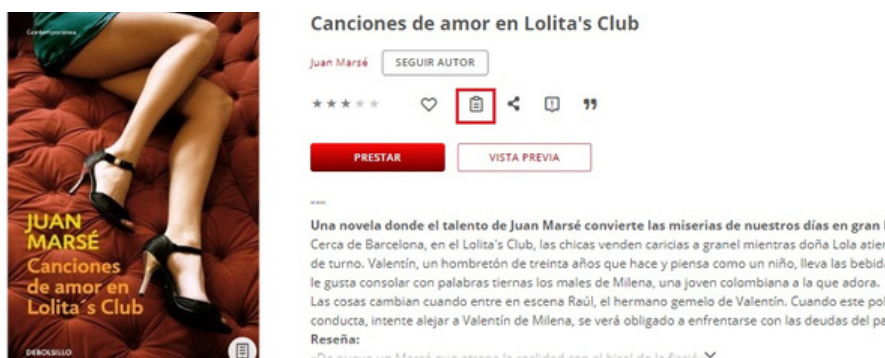 Contemporánea
JUAN
MARSÉ
Canciones
de amor en
Lolita´s Club
DEBOLSILLO
Canciones de amor en Lolita's Club
Juan Marsé
SEGUIR AUTOR
PRESTAR
VISTA PREVIA
Una novela donde el talento de Juan Marsé convierte las miserias de nuestros días en gran
Cerca de Barcelona, en el Lolita's Club, las chicas venden caricias a granel mientras doña Lola atien
de turno. Valentín, un hombretón de treinta años que hace y piensa como un niño, lleva las bebida
le gusta consolar con palabras tiernas los males de Milena, una joven colombiana a la que adora.
Las cosas cambian cuando entre en escena Raúl, el hermano gemelo de Valentín. Cuando este pol
conducta, intente alejar a Valentín de Milena, se verá obligado a enfrentarse con las deudas del pa
Reseña: